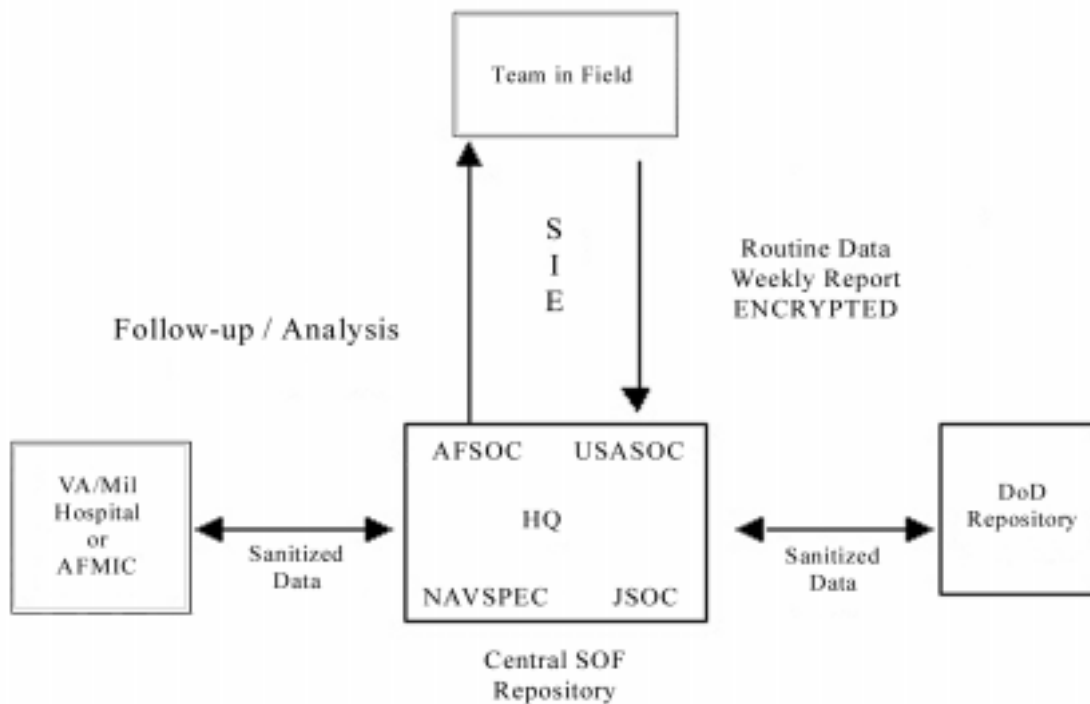 Team in Field
S
I
E
Routine Data
Weekly Report
ENCRYPTED
Follow-up / Analysis
VA/Mil
Hospital
or
AFMIC
Sanitized
Data
AFSOC USASOC
HQ
NAVSPEC JSOC
Central SOF
Repository
Sanitized
Data
DoD
Repository